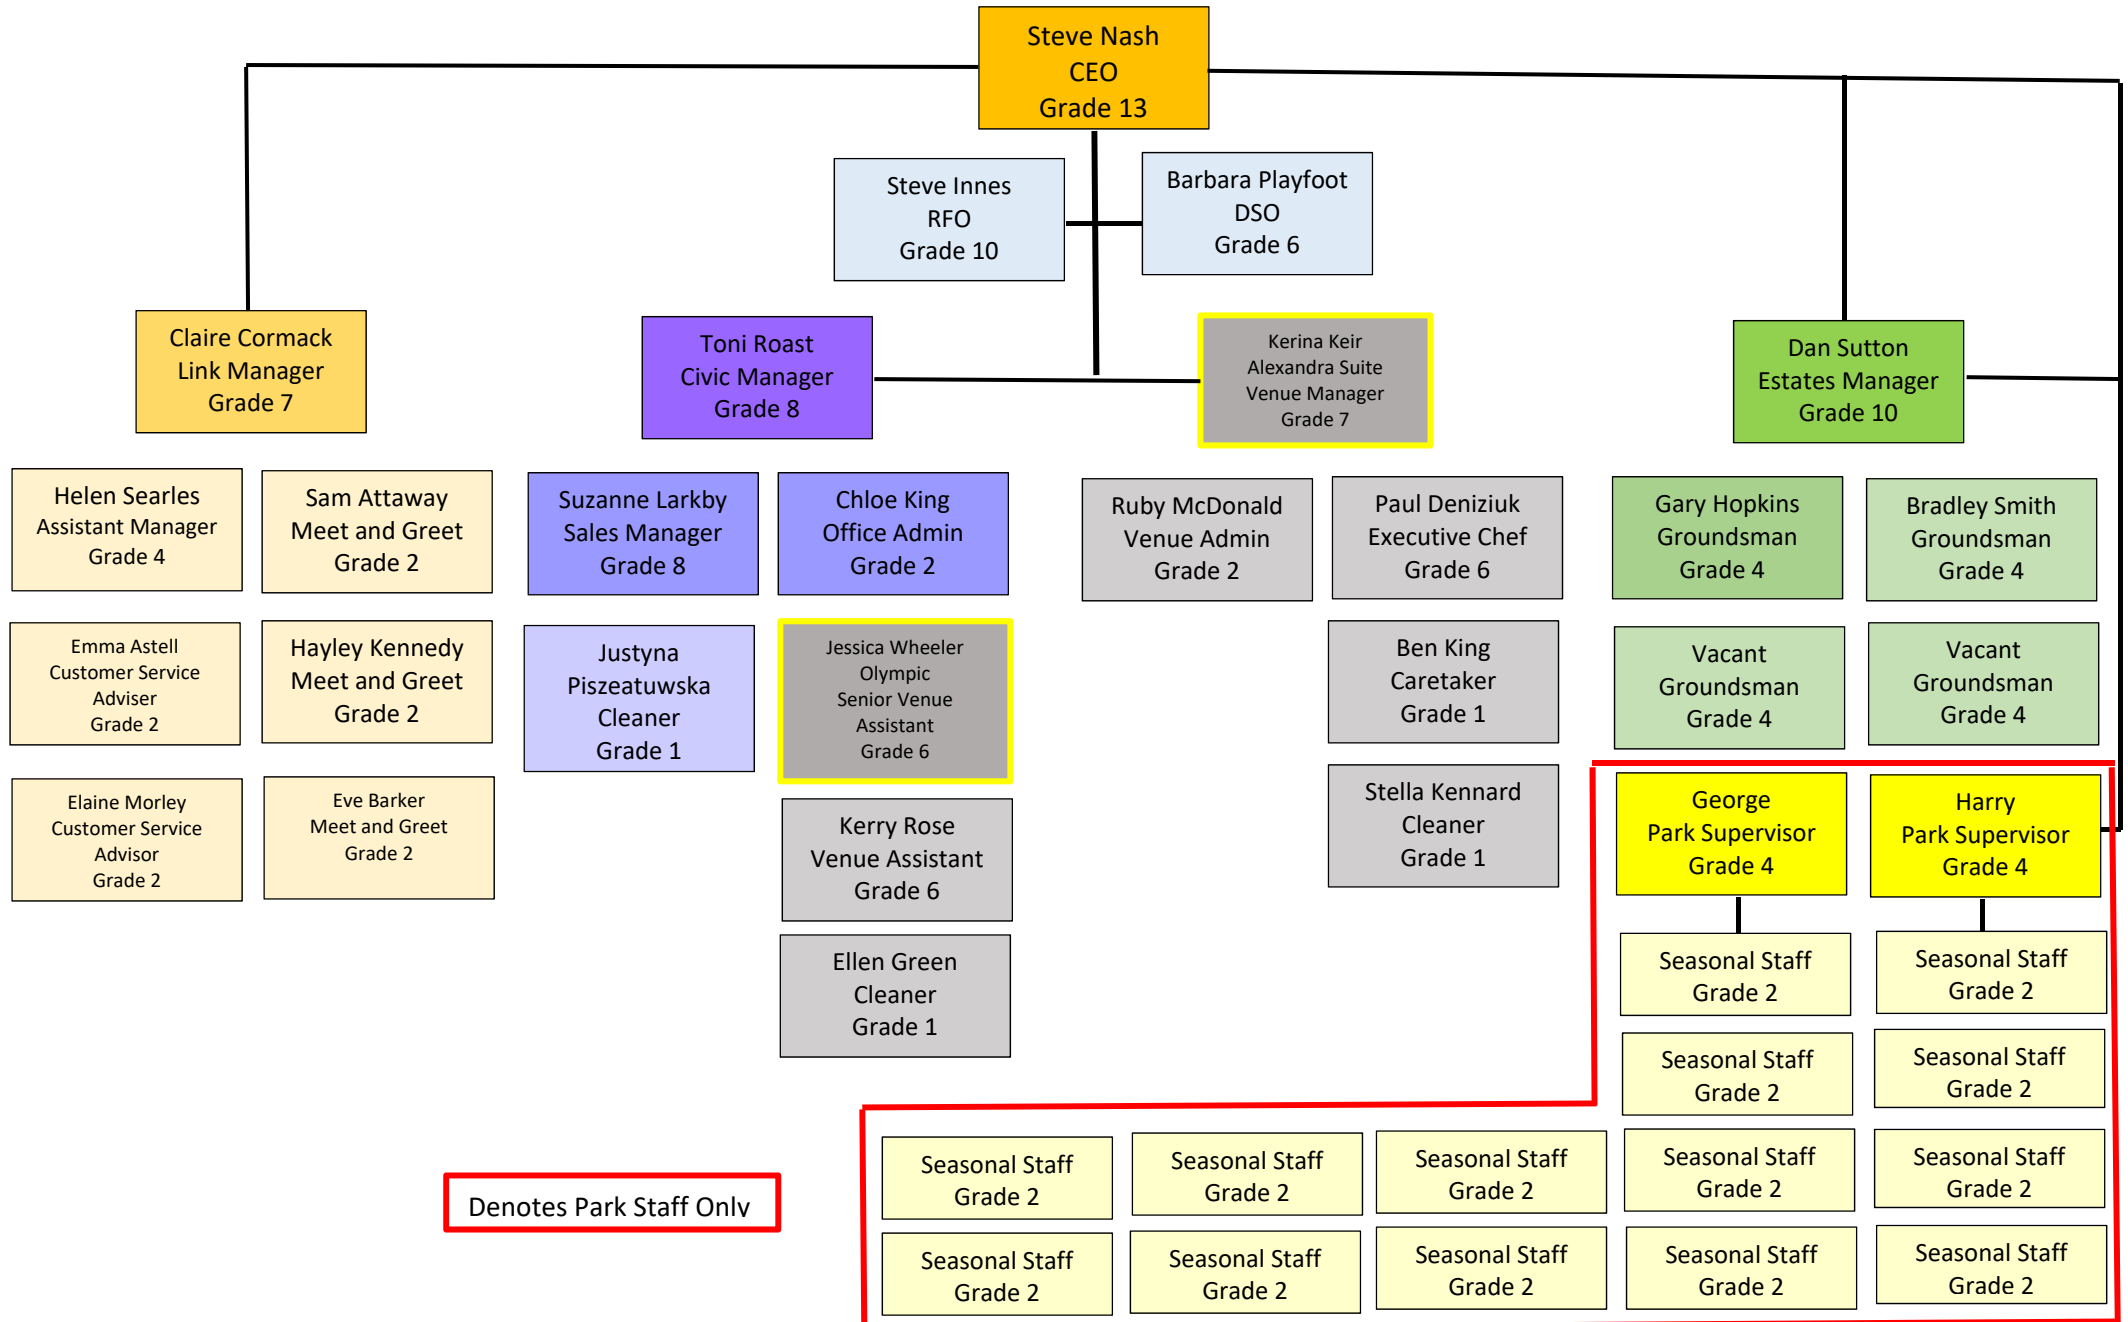 Steve Nash
CEO
Grade 13
Steve Innes
RFO
Grade 10
Barbara Playfoot
DSO
Grade 6
Claire Cormack
Link Manager
Grade 7
Toni Roast
Civic Manager
Grade 8
Kerina Keir
Alexandra Suite
Venue Manager
Grade 7
Dan Sutton
Estates Manager
Grade 10
Helen Searles
Assistant Manager
Grade 4
Sam Attaway
Meet and Greet
Grade 2
Suzanne Larkby
Sales Manager
Grade 8
Chloe King
Office Admin
Grade 2
Ruby McDonald
Venue Admin
Grade 2
Paul Deniziuk
Executive Chef
Grade 6
Gary Hopkins
Groundsman
Grade 4
Bradley Smith
Groundsman
Grade 4
Emma Astell
Customer Service
Adviser
Grade 2
Hayley Kennedy
Meet and Greet
Grade 2
Justyna
Piszeatuwska
Cleaner
Grade 1
Jessica Wheeler
Olympic
Senior Venue
Assistant
Grade 6
Ben King
Caretaker
Grade 1
Vacant
Groundsman
Grade 4
Vacant
Groundsman
Grade 4
Elaine Morley
Customer Service
Advisor
Grade 2
Eve Barker
Meet and Greet
Grade 2
Kerry Rose
Venue Assistant
Grade 6
Stella Kennard
Cleaner
Grade 1
George
Park Supervisor
Grade 4
Harry
Park Supervisor
Grade 4
Ellen Green
Cleaner
Grade 1
Seasonal Staff
Grade 2
Seasonal Staff
Grade 2
Seasonal Staff
Grade 2
Seasonal Staff
Grade 2
Denotes Park Staff Only
Seasonal Staff
Grade 2
Seasonal Staff
Grade 2
Seasonal Staff
Grade 2
Seasonal Staff
Grade 2
Seasonal Staff
Grade 2
Seasonal Staff
Grade 2
Seasonal Staff
Grade 2
Seasonal Staff
Grade 2
Seasonal Staff
Grade 2
Seasonal Staff
Grade 2